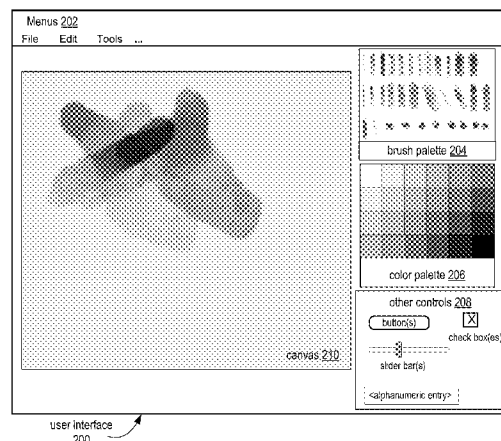 Menus 202
File Edit Tools ...
brush palette 204
color palette 206
other controls 208
button(s)
X
check box(es)
slider bar(s)
<alphanumeric entry>
canvas 210
user interface
200